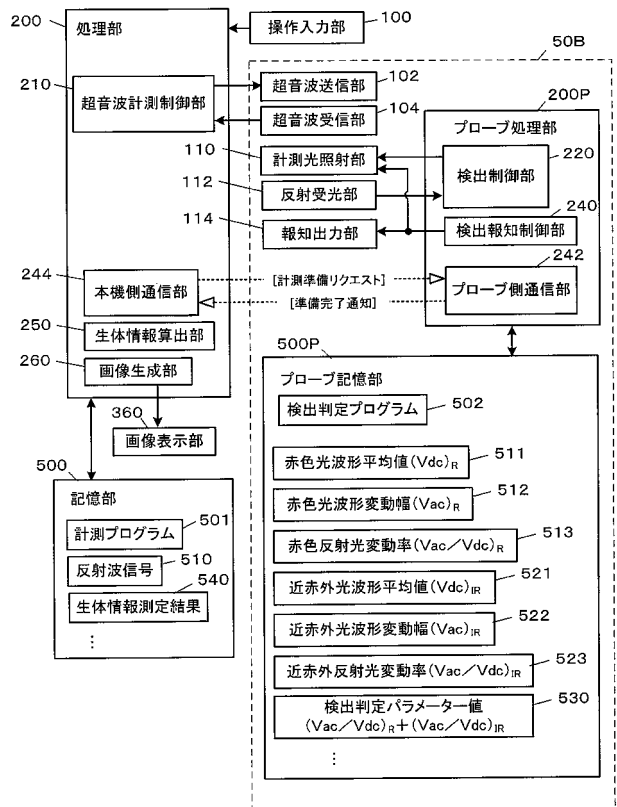 200
処理部
操作入力部
100
50B
210
超音波計測制御部
超音波送信部
102
超音波受信部
104
200P
プローブ処理部
110
計測光照射部
220
検出制御部
112
反射受光部
240
114
報知出力部
検出報知制御部
242
244
本機側通信部
[計測準備リクエスト]
[準備完了通知]
プローブ側通信部
250
生体情報算出部
260
画像生成部
360
画像表示部
500
記憶部
計測プログラム
501
反射波信号
510
540
生体情報測定結果
⋮
500P
プローブ記憶部
検出判定プログラム
502
赤色光波形平均値(Vdc)R
511
赤色光波形変動幅(Vac)R
512
赤色反射光変動率(Vac/Vdc)R
513
近赤外光波形平均値(Vdc)IR
521
近赤外光波形変動幅(Vac)IR
522
近赤外反射光変動率(Vac/Vdc)IR
523
検出判定パラメーター値
(Vac/Vdc)R+(Vac/Vdc)IR
530
⋮